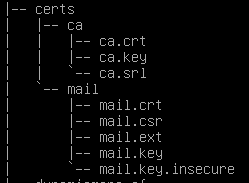 |-- certs
|   |-- ca
|   |   |-- ca.crt
|   |   |-- ca.key
|   |   `-- ca.srl
|   `-- mail
|       |-- mail.crt
|       |-- mail.csr
|       |-- mail.ext
|       |-- mail.key
|       `-- mail.key.insecure